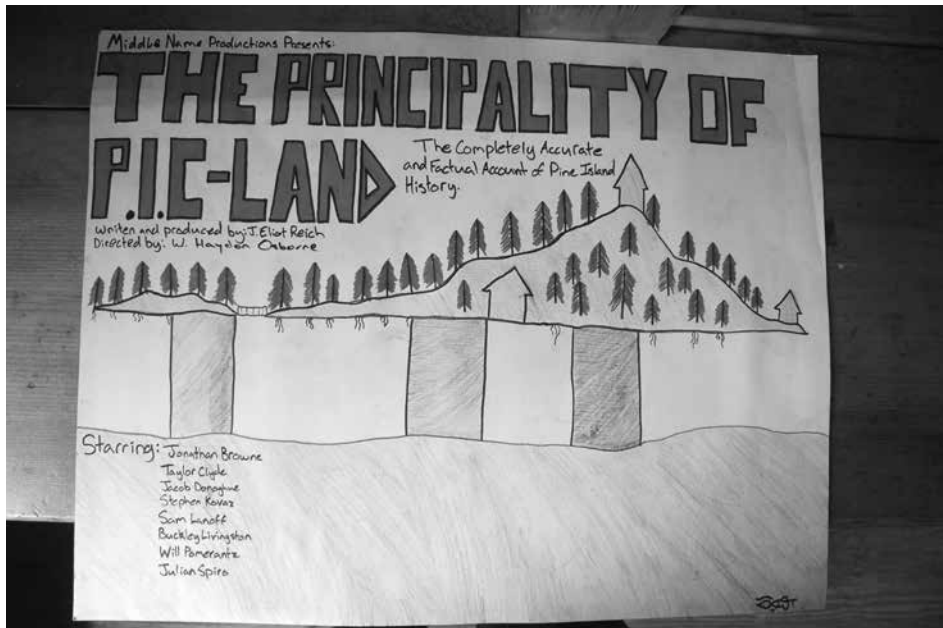 Middle Name Productions Presents:
THE PRINCIPALITY OF
P.I.C-LAND
The Completely Accurate
and Factual Account of Pine Island
History.
Writen and produced by: J. Eliot Reich
Directed by: W. Hayden Osborne
Starring: Jonathan Browne
Taylor Clyde
Jacob Donoghue
Stephen Kovax
Sam Lanoff
Buckley Livingston
Will Pomerantz
Julian Spiro